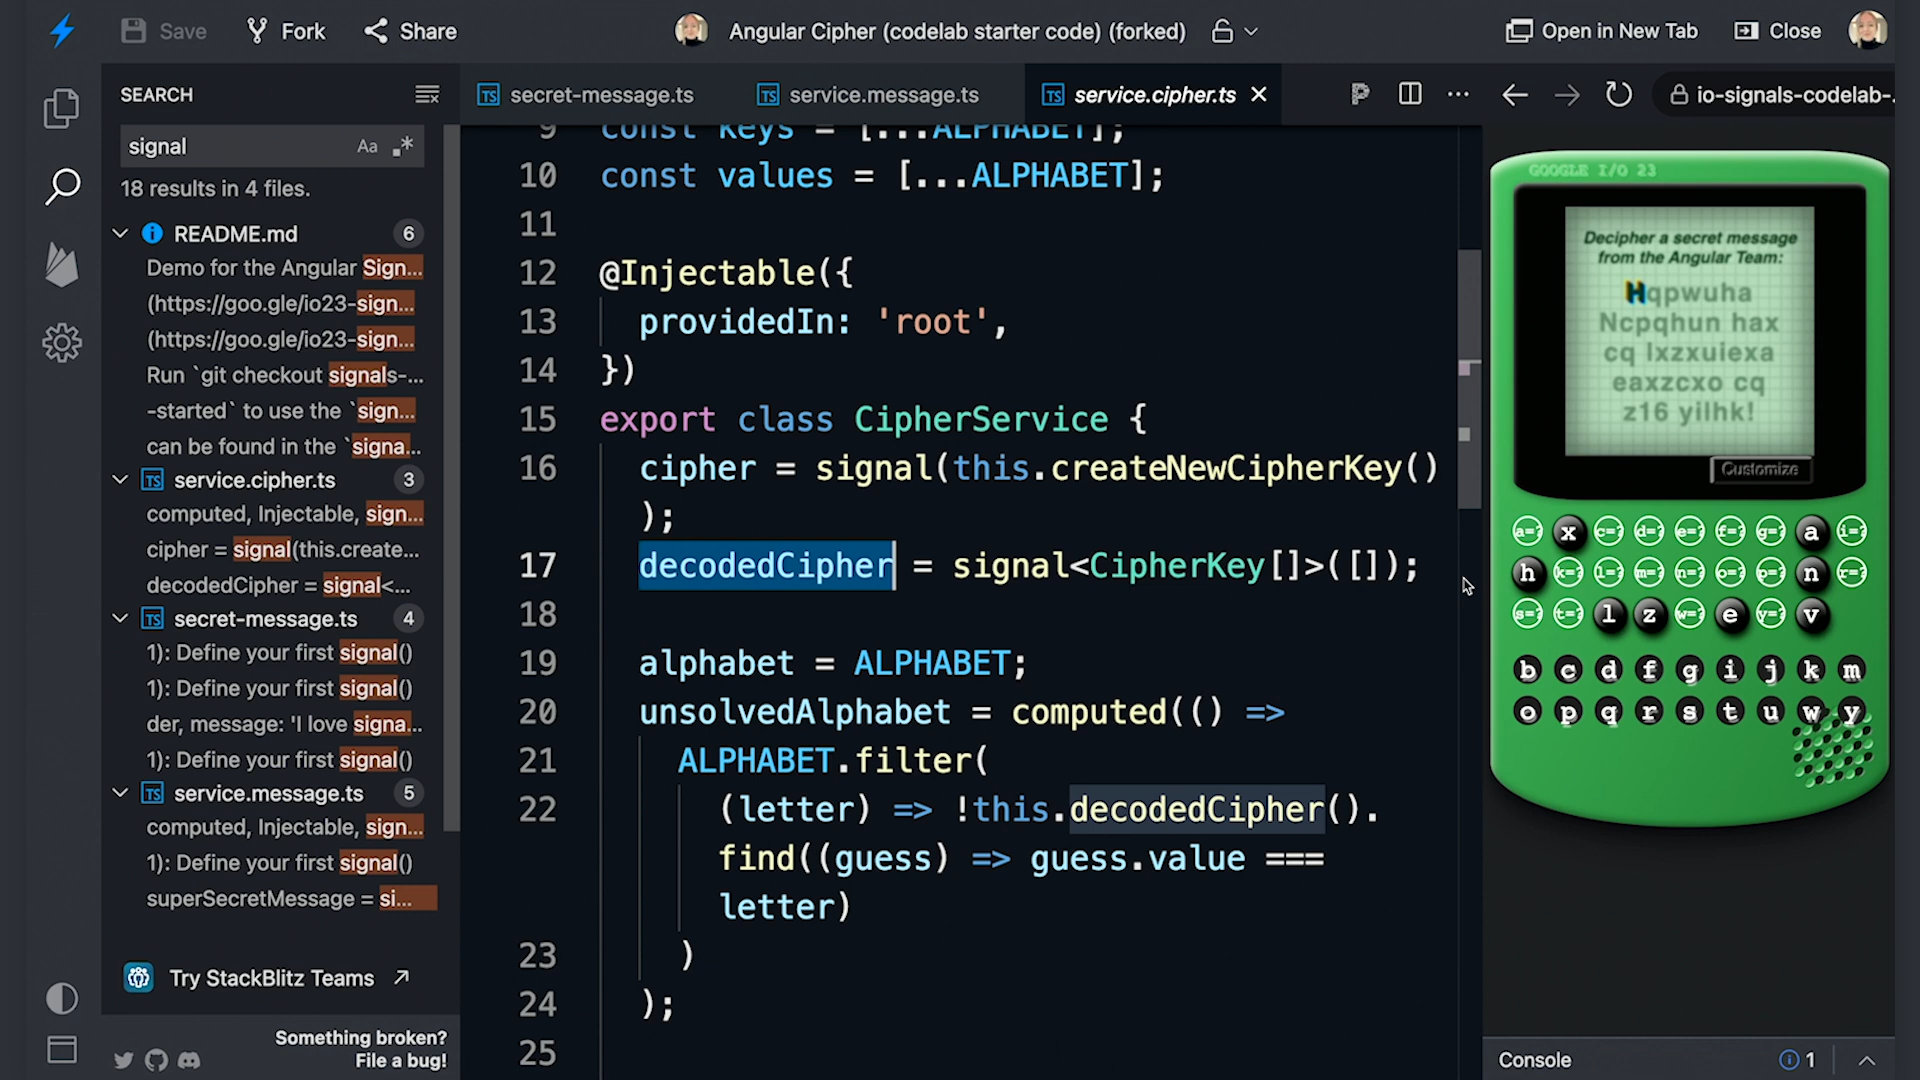 Save
Fork
Share
Angular Cipher (codelab starter code) (forked)
Open in New Tab
Close
SEARCH
signal
Aa
18 results in 4 files.
README.md 6
Demo for the Angular Sign...
(https://goo.gle/io23-sign...
(https://goo.gle/io23-sign...
Run `git checkout signals-...
-started` to use the `sign...
can be found in the `signa...
service.cipher.ts 3
computed, Injectable, sign...
cipher = signal(this.create...
decodedCipher = signal<...
secret-message.ts 4
1): Define your first signal()
1): Define your first signal()
der, message: 'I love signa...
1): Define your first signal()
service.message.ts 5
computed, Injectable, sign...
1): Define your first signal()
superSecretMessage = si...
Try StackBlitz Teams
Something broken?
File a bug!
TS secret-message.ts
TS service.message.ts
TS service.cipher.ts
9 const keys = [...ALPHABET];
10 const values = [...ALPHABET];
11
12 @Injectable({
13 providedIn: 'root',
14 })
15 export class CipherService {
16 cipher = signal(this.createNewCipherKey()
);
17 decodedCipher = signal<CipherKey[]>([]);
18
19 alphabet = ALPHABET;
20 unsolvedAlphabet = computed(() =>
21 ALPHABET.filter(
22 (letter) => !this.decodedCipher().
find((guess) => guess.value ===
letter)
23 )
24 );
25
io-signals-codelab-...
GOOGLE I/O 23
Decipher a secret message
from the Angular Team:
Hqpwuha
Ncpqhun hax
cq lxzxuiexa
eaxzcxo cq
z16 yilhk!
Customize
a=? x c=? d=? e=? f=? g=? a i=?
h k=? l=? m=? n=? o=? p=? n r=?
s=? t=? l z w=? e y=? v
b c d f g i j k m
o p q r s t u w y
Console
1